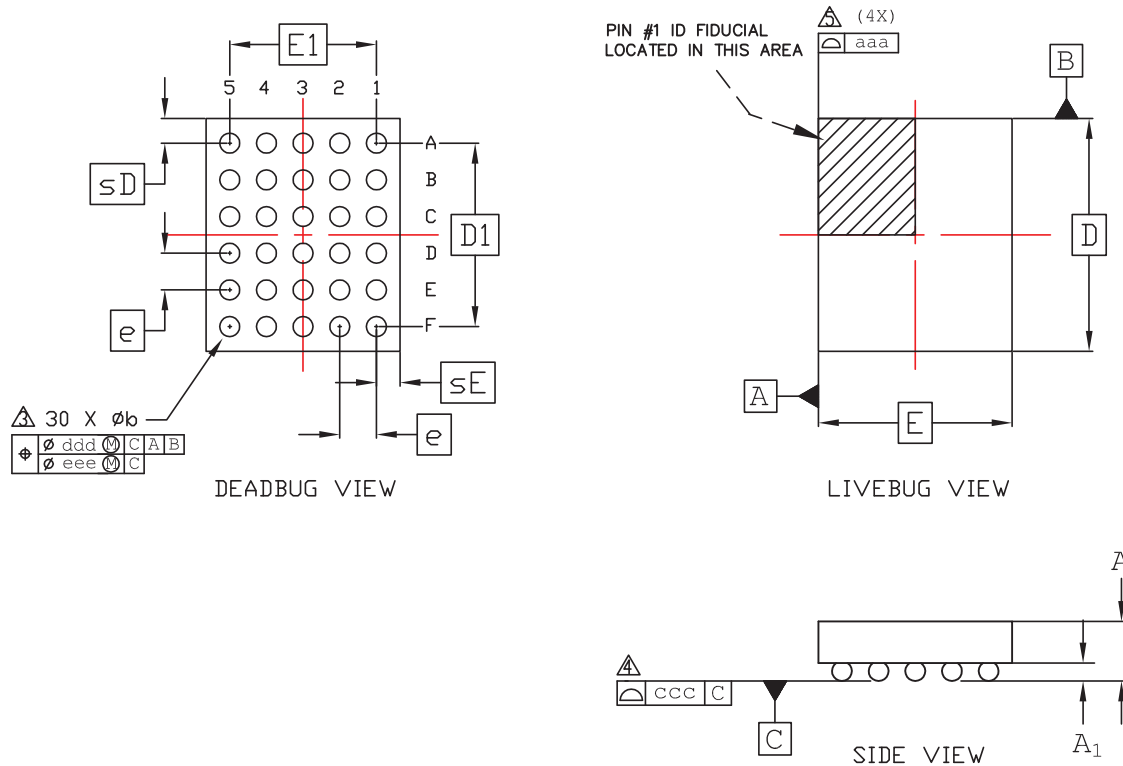 E1
5 4 3 2 1
A
B
C
D
E
F
sD
D1
e
sE
e
3 30 X Øb
⌖ Ø ddd Ⓜ C A B
Ø eee Ⓜ C
DEADBUG VIEW
PIN #1 ID FIDUCIAL
LOCATED IN THIS AREA
5 (4X)
⌓ aaa
B
D
A
E
LIVEBUG VIEW
A
4
⌓ ccc C
C
A₁
SIDE VIEW